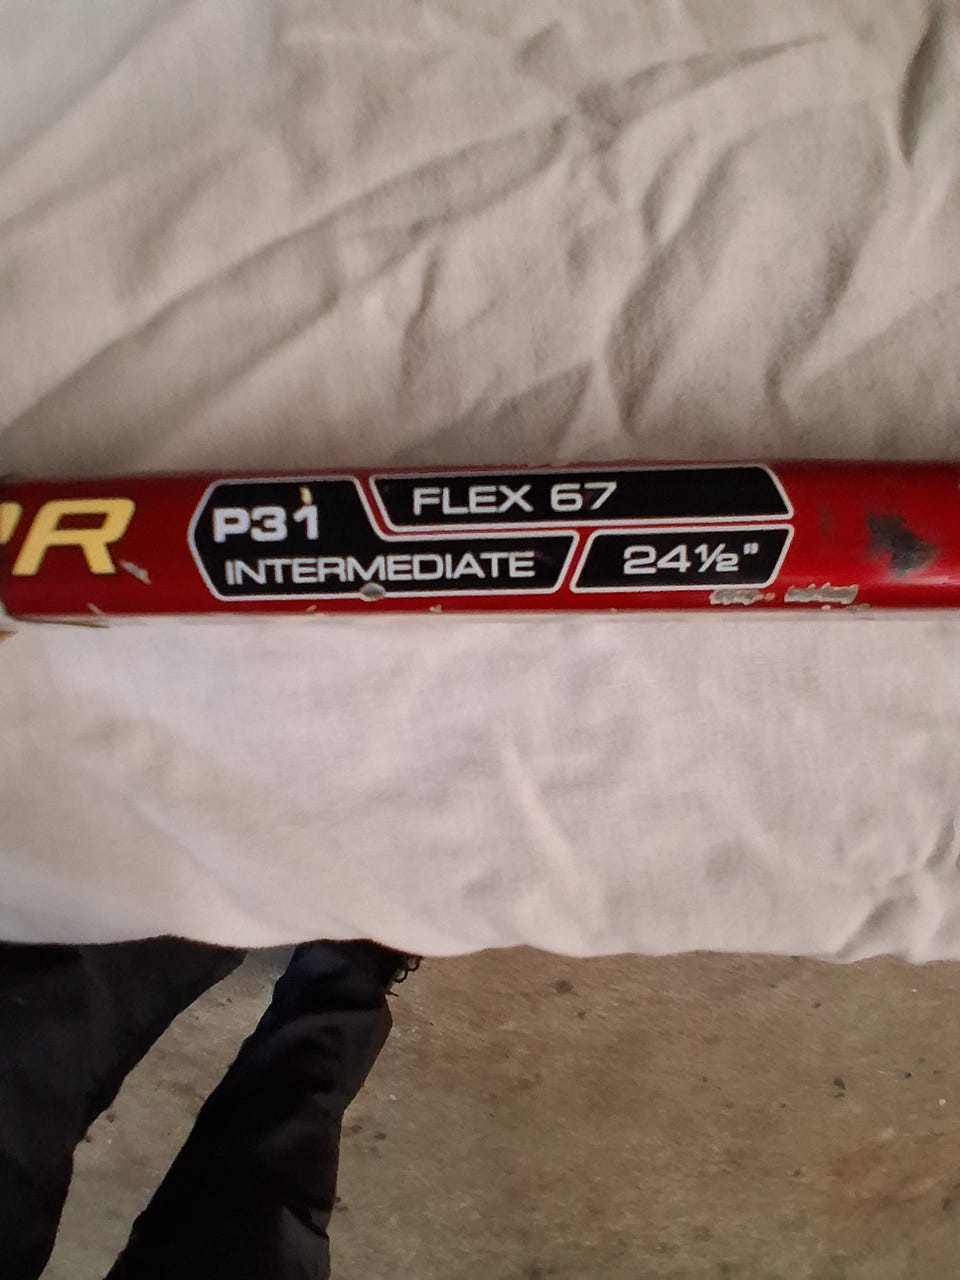 R
P31
FLEX 67
INTERMEDIATE
24½"